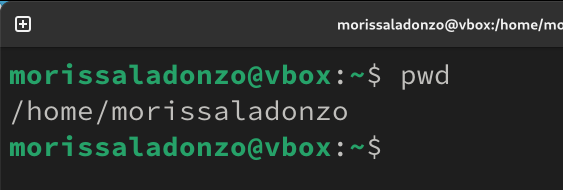 morissaladonzo@vbox:/home/mo
morissaladonzo@vbox:~$ pwd
/home/morissaladonzo
morissaladonzo@vbox:~$